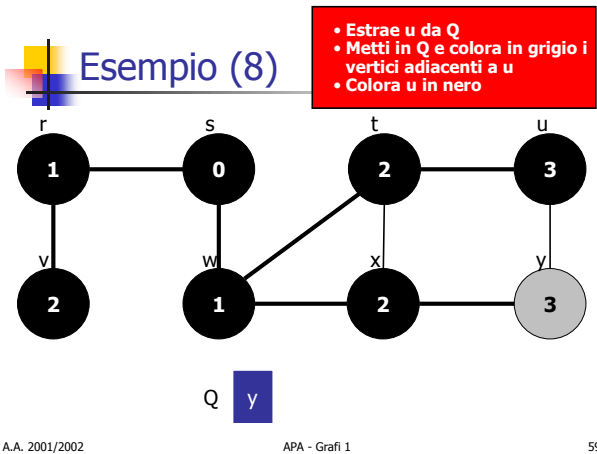 Esempio (8)
• Estrae u da Q
• Metti in Q e colora in grigio i
vertici adiacenti a u
• Colora u in nero
r s t u
1 0 2 3
v w x y
2 1 2 3
Q y
A.A. 2001/2002 APA - Grafi 1 59